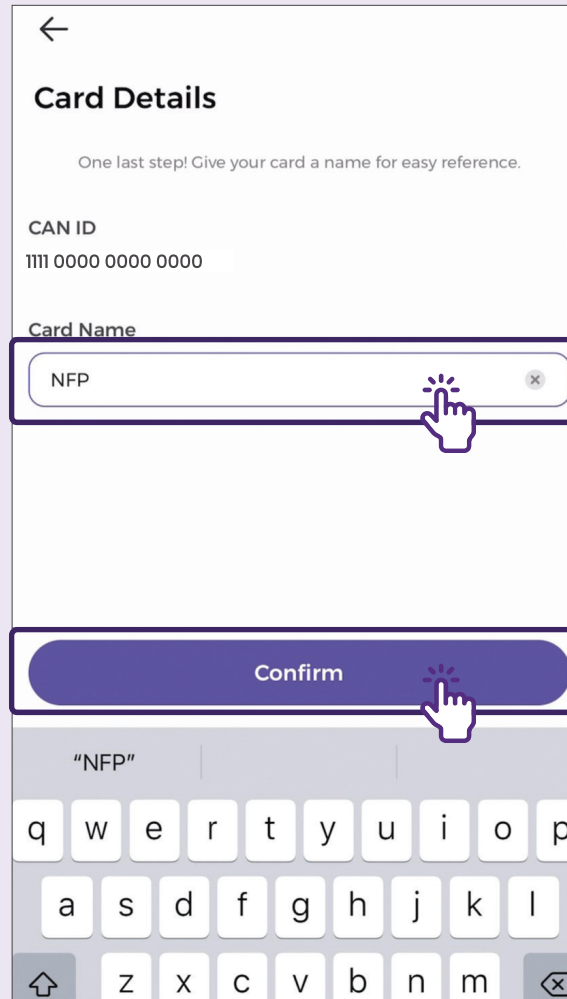 Card Details
One last step! Give your card a name for easy reference.
CAN ID
1111 0000 0000 0000
Card Name
NFP
Confirm
“NFP”
q w e r t y u i o p
a s d f g h j k l
z x c v b n m